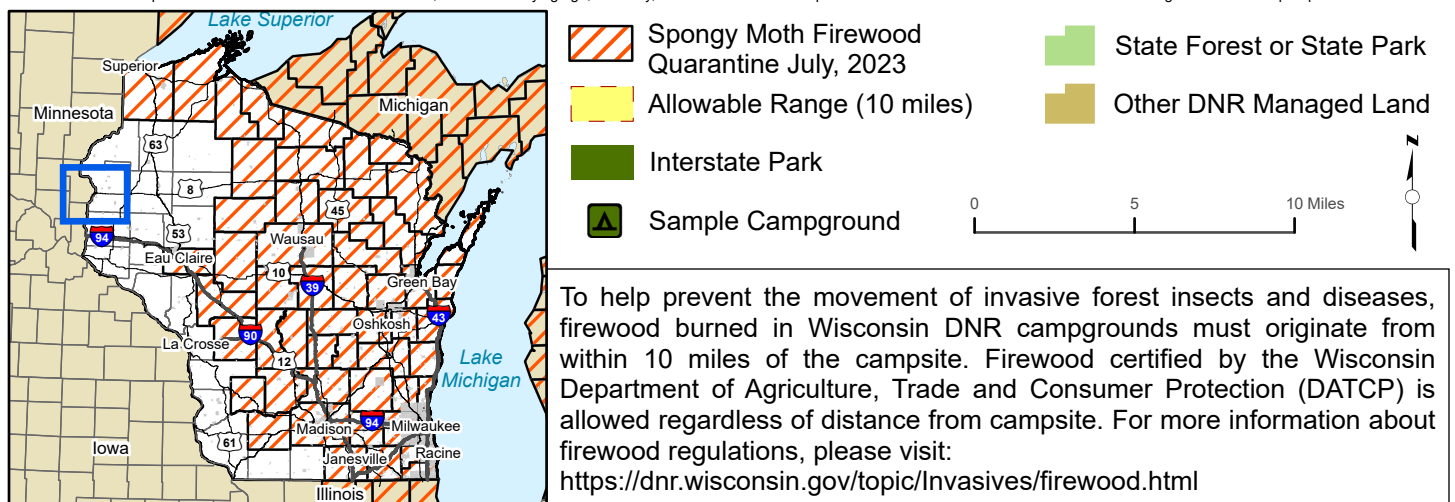 Lake Superior
Superior
Minnesota
Michigan
63
8
45
53
94
Wausau
Eau Claire
10
Green Bay
39
43
Oshkosh
90
La Crosse
12
Lake
Michigan
94
Madison
Milwaukee
61
Iowa
Racine
Janesville
Illinois
Spongy Moth Firewood
Quarantine July, 2023
Allowable Range (10 miles)
Interstate Park
Sample Campground
State Forest or State Park
Other DNR Managed Land
N
0 5 10 Miles
To help prevent the movement of invasive forest insects and diseases,
firewood burned in Wisconsin DNR campgrounds must originate from
within 10 miles of the campsite. Firewood certified by the Wisconsin
Department of Agriculture, Trade and Consumer Protection (DATCP) is
allowed regardless of distance from campsite. For more information about
firewood regulations, please visit:
https://dnr.wisconsin.gov/topic/Invasives/firewood.html